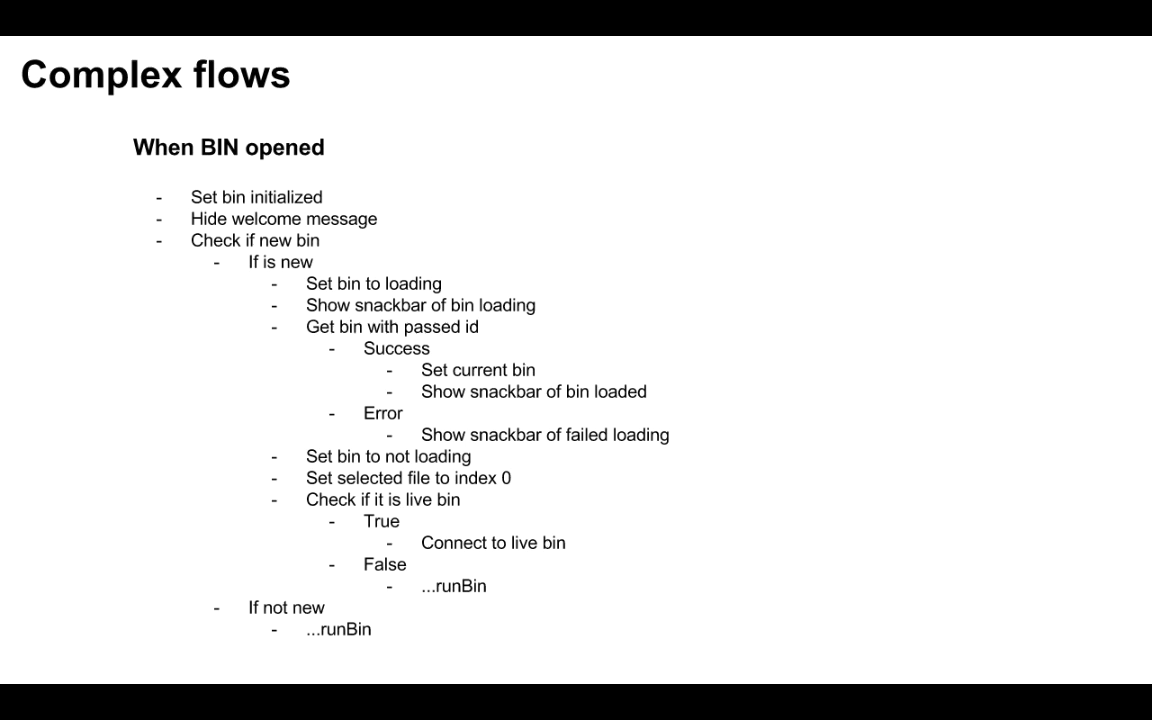 Complex flows
When BIN opened
- Set bin initialized
- Hide welcome message
- Check if new bin
- If is new
- Set bin to loading
- Show snackbar of bin loading
- Get bin with passed id
- Success
- Set current bin
- Show snackbar of bin loaded
- Error
- Show snackbar of failed loading
- Set bin to not loading
- Set selected file to index 0
- Check if it is live bin
- True
- Connect to live bin
- False
- ...runBin
- If not new
- ...runBin